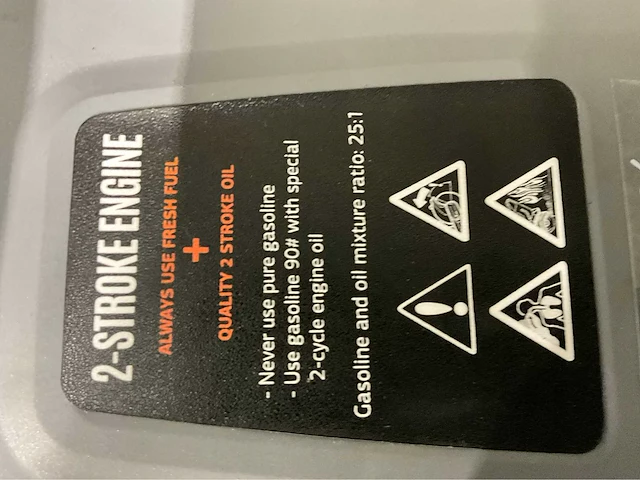 2-STROKE ENGINE
ALWAYS USE FRESH FUEL
+
QUALITY 2 STROKE OIL
- Never use pure gasoline
- Use gasoline 90# with special
2-cycle engine oil
Gasoline and oil mixture ratio: 25:1